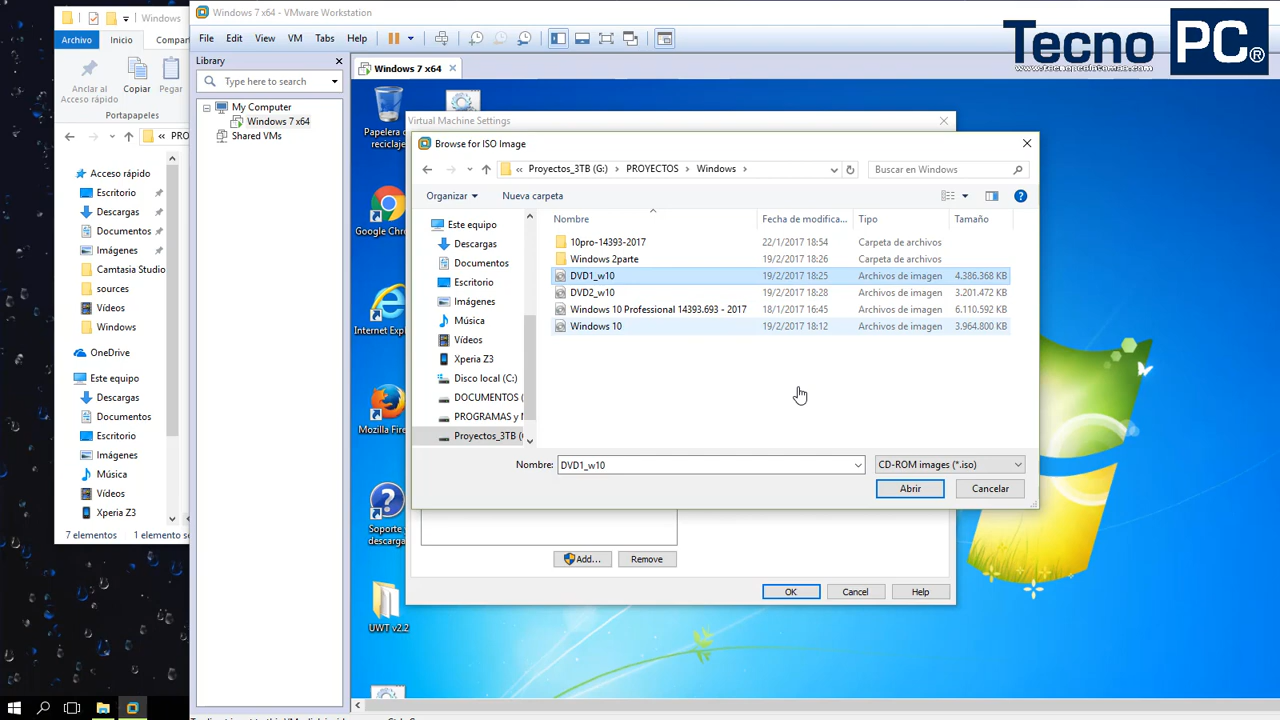 Windows
Windows 7 x64 - VMware Workstation
Tecno PC®
Archivo
Inicio
Compart
File Edit View VM Tabs Help
Library
Windows 7 x64
Type here to search
Anclar al
Acceso rápido
Copiar
Pegar
Portapapeles
My Computer
Windows 7 x64
Shared VMs
Papelera d
reciclaje
Virtual Machine Settings
« PRO
Browse for ISO Image
« Proyectos_3TB (G:) › PROYECTOS › Windows ›
Buscar en Windows
Organizar
Nueva carpeta
Acceso rápido
Escritorio
Descargas
Documentos
Imágenes
Camtasia Studio
sources
Vídeos
Windows
OneDrive
Este equipo
Descargas
Documentos
Escritorio
Imágenes
Música
Vídeos
Xperia Z3
7 elementos
1 elemento se
Google Chro
Internet Exp
Mozilla Firef
Soporte
descarga
UWT v2.2
Este equipo
Descargas
Documentos
Escritorio
Imágenes
Música
Vídeos
Xperia Z3
Disco local (C:)
DOCUMENTOS (
PROGRAMAS y
Proyectos_3TB (
Nombre Fecha de modifica... Tipo Tamaño
10pro-14393-2017 22/1/2017 18:54 Carpeta de archivos
Windows 2parte 19/2/2017 18:26 Carpeta de archivos
DVD1_w10 19/2/2017 18:25 Archivos de imagen 4.386.368 KB
DVD2_w10 19/2/2017 18:28 Archivos de imagen 3.201.472 KB
Windows 10 Professional 14393.693 - 2017 18/1/2017 16:45 Archivos de imagen 6.110.592 KB
Windows 10 19/2/2017 18:12 Archivos de imagen 3.964.800 KB
Nombre: DVD1_w10
CD-ROM images (*.iso)
Abrir
Cancelar
Add...
Remove
OK
Cancel
Help